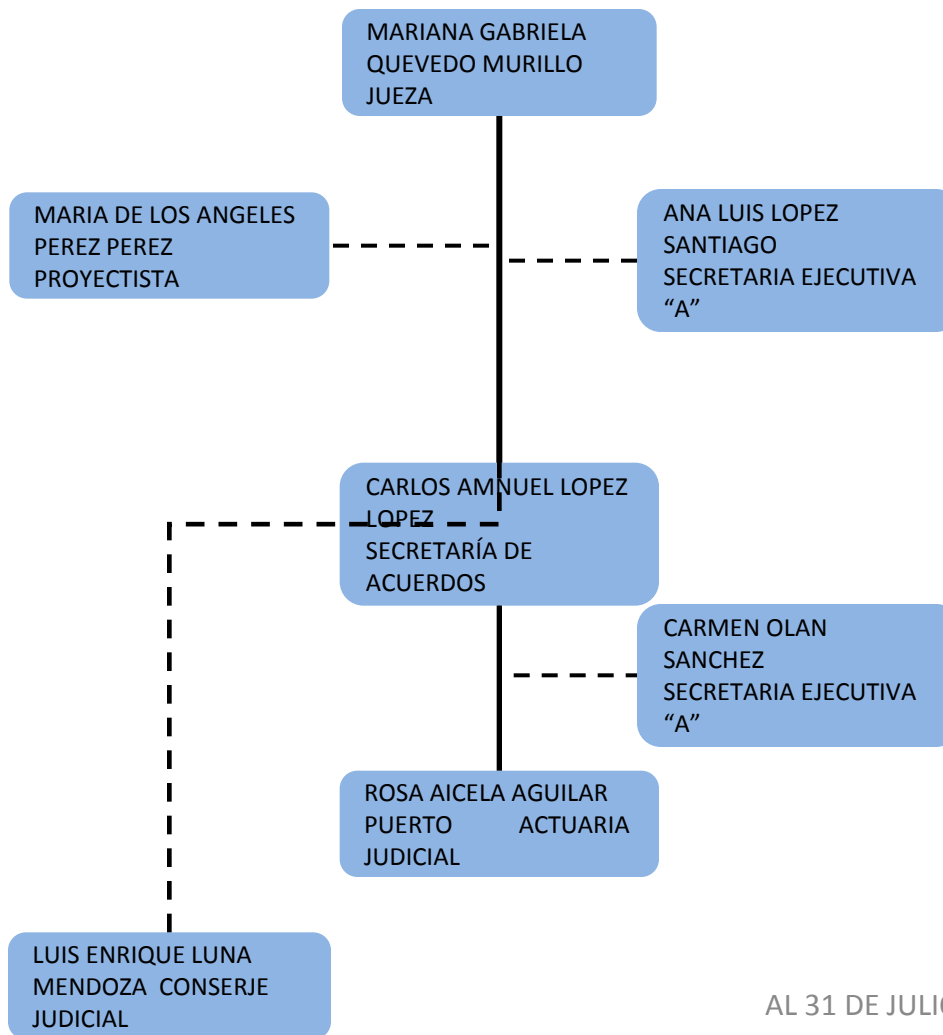 MARIANA GABRIELA
QUEVEDO MURILLO
JUEZA
MARIA DE LOS ANGELES
PEREZ PEREZ
PROYECTISTA
ANA LUIS LOPEZ
SANTIAGO
SECRETARIA EJECUTIVA
“A”
CARLOS AMNUEL LOPEZ
LOPEZ
SECRETARÍA DE
ACUERDOS
CARMEN OLAN
SANCHEZ
SECRETARIA EJECUTIVA
“A”
ROSA AICELA AGUILAR
PUERTO ACTUARIA
JUDICIAL
LUIS ENRIQUE LUNA
MENDOZA CONSERJE
JUDICIAL
AL 31 DE JULIO